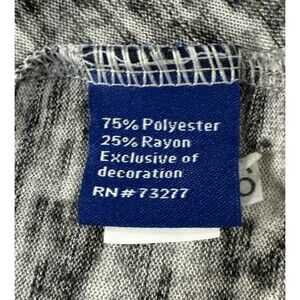 75% Polyester
25% Rayon
Exclusive of
decoration
RN# 73277